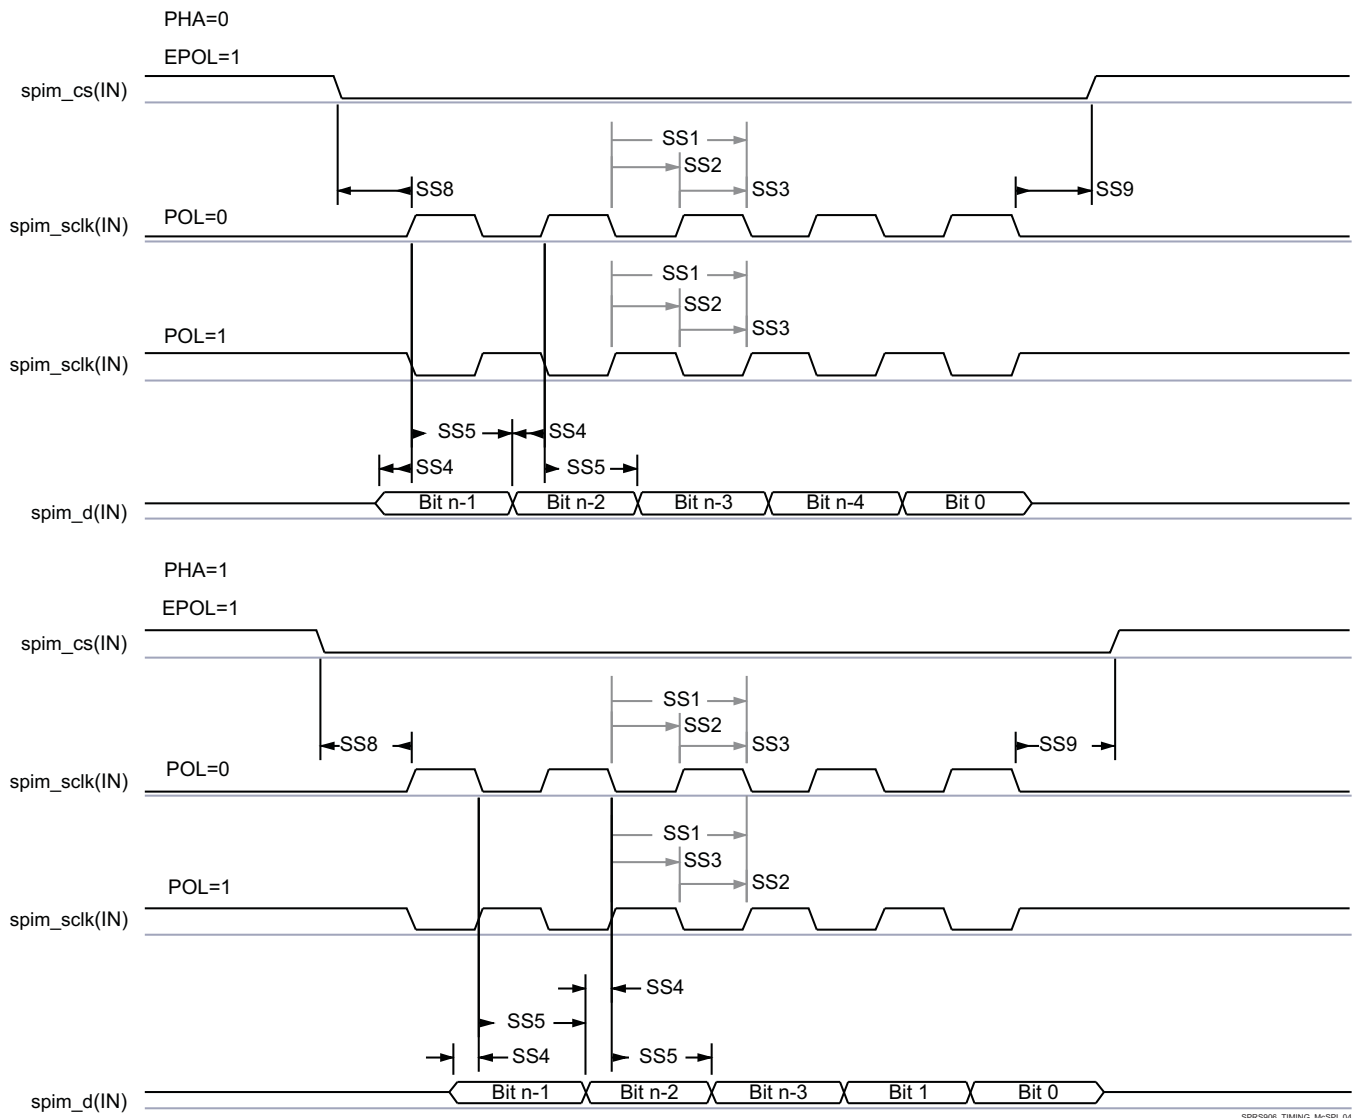 PHA=0
EPOL=1
spim_cs(IN)
SS1
SS2
SS8
SS3
SS9
POL=0
spim_sclk(IN)
SS1
SS2
SS3
POL=1
spim_sclk(IN)
SS5
SS4
SS4
SS5
Bit n-1
Bit n-2
Bit n-3
Bit n-4
Bit 0
spim_d(IN)
PHA=1
EPOL=1
spim_cs(IN)
SS1
SS2
SS8
SS3
SS9
POL=0
spim_sclk(IN)
SS1
SS3
SS2
POL=1
spim_sclk(IN)
SS4
SS5
SS4
SS5
Bit n-1
Bit n-2
Bit n-3
Bit 1
Bit 0
spim_d(IN)
SPRS906_TIMING_McSPI_04